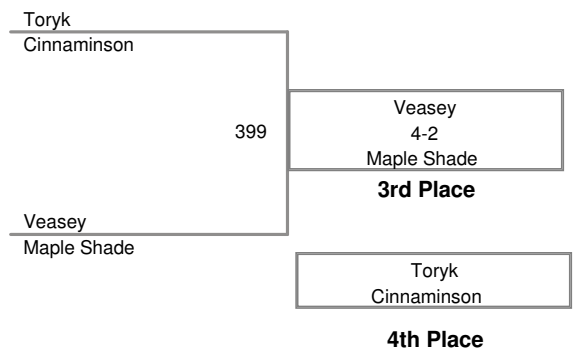 Toryk
Cinnaminson
399
Veasey
4-2
Maple Shade
3rd Place
Veasey
Maple Shade
Toryk
Cinnaminson
4th Place